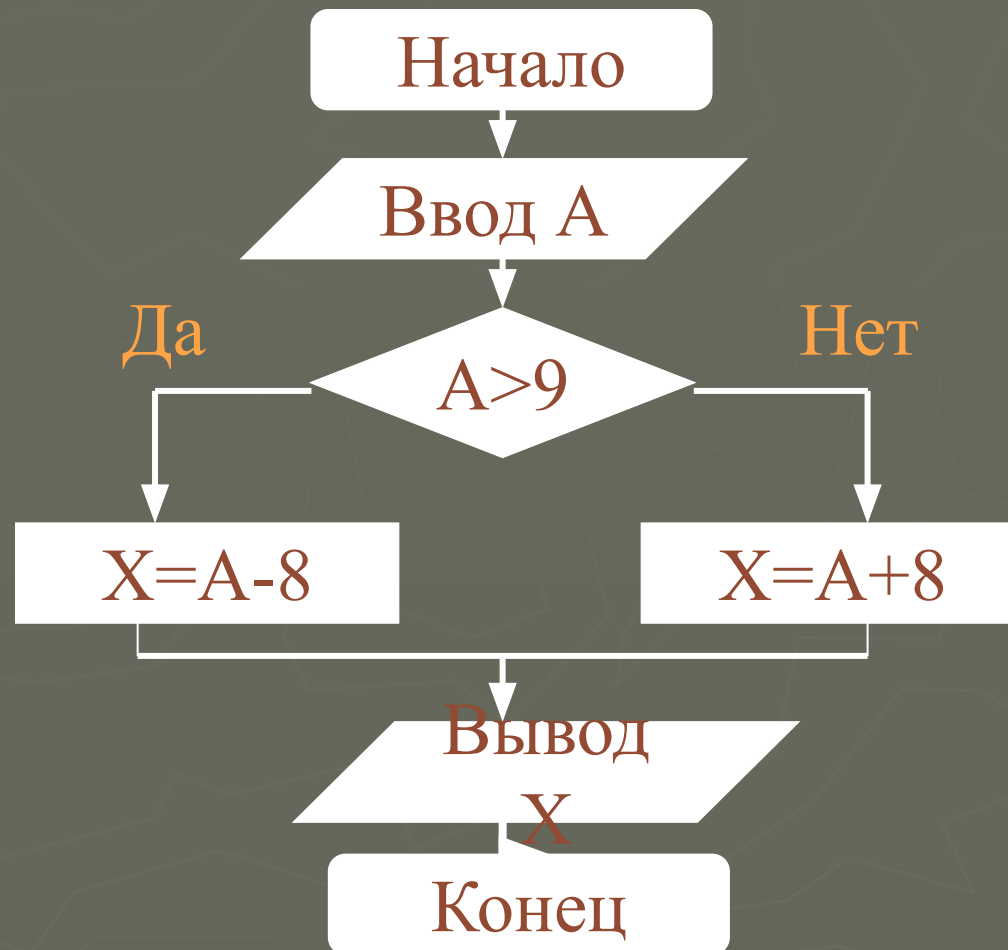 Начало
Ввод А
Да
Нет
А>9
X=A-8
X=A+8
Вывод
X
Конец